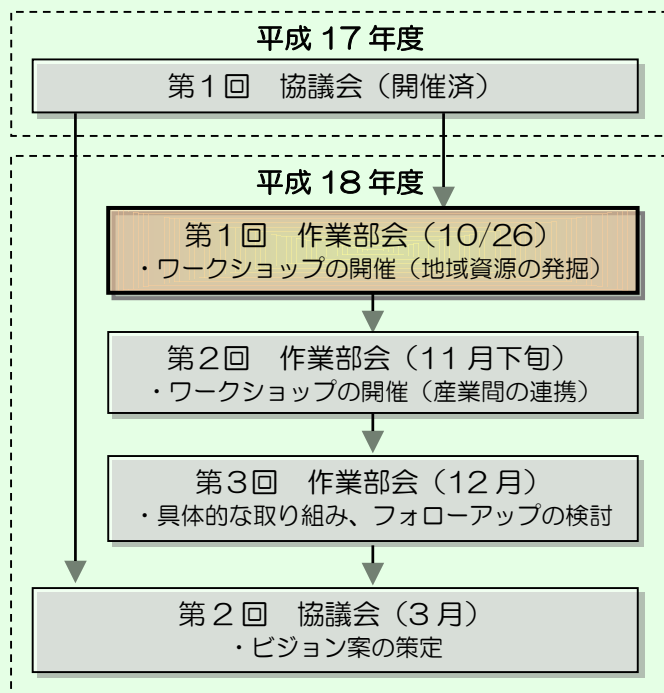 平成 17 年度
第１回　協議会（開催済）
平成 18 年度
第１回　作業部会（10/26）
・ワークショップの開催（地域資源の発掘）
第２回　作業部会（11 月下旬）
・ワークショップの開催（産業間の連携）
第３回　作業部会（12 月）
・具体的な取り組み、フォローアップの検討
第２回　協議会（３月）
・ビジョン案の策定